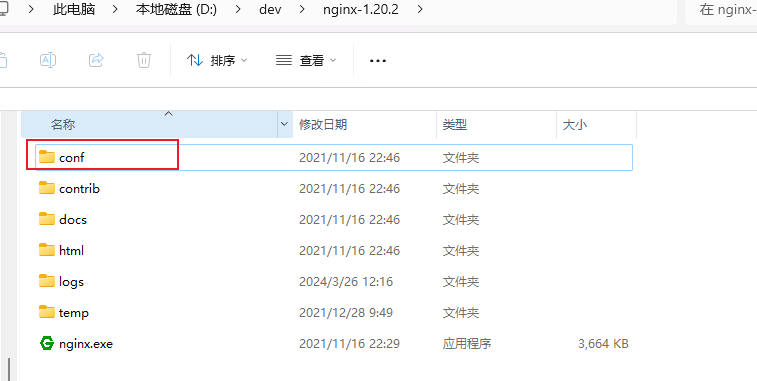 此电脑 > 本地磁盘 (D:) > dev > nginx-1.20.2 > 在 nginx-
排序 查看 ...
名称 修改日期 类型 大小
conf 2021/11/16 22:46 文件夹
contrib 2021/11/16 22:46 文件夹
docs 2021/11/16 22:46 文件夹
html 2021/11/16 22:46 文件夹
logs 2024/3/26 12:16 文件夹
temp 2021/12/28 9:49 文件夹
nginx.exe 2021/11/16 22:29 应用程序 3,664 KB